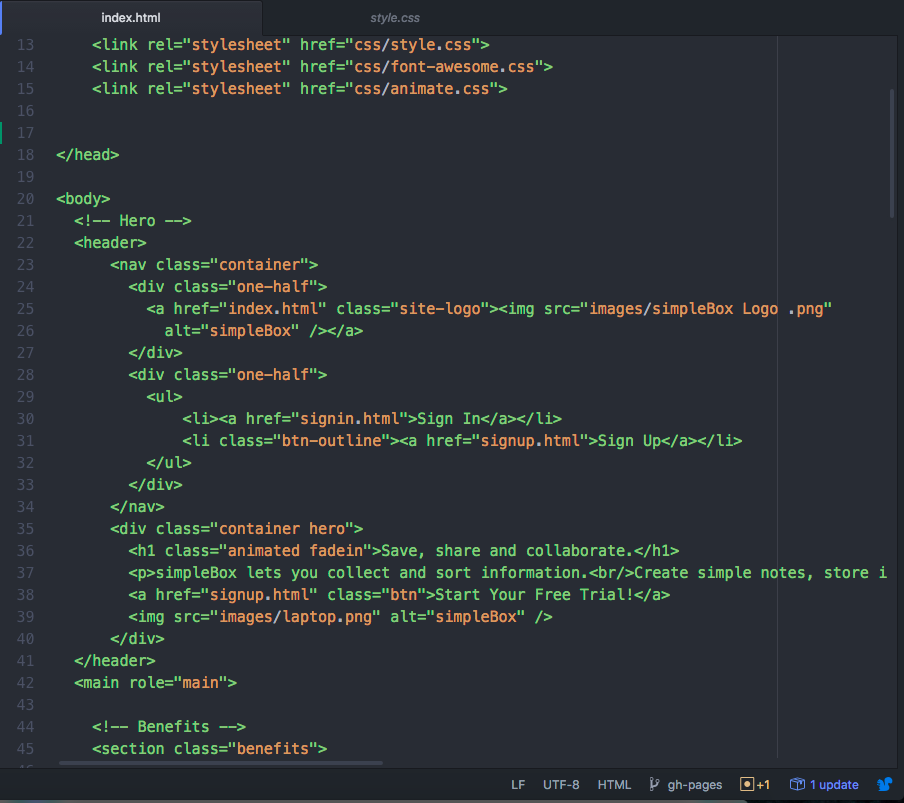 index.html
style.css
13 <link rel="stylesheet" href="css/style.css">
14 <link rel="stylesheet" href="css/font-awesome.css">
15 <link rel="stylesheet" href="css/animate.css">
16
17
18 </head>
19
20 <body>
21 <!-- Hero -->
22 <header>
23 <nav class="container">
24 <div class="one-half">
25 <a href="index.html" class="site-logo"><img src="images/simpleBox Logo .png"
26 alt="simpleBox" /></a>
27 </div>
28 <div class="one-half">
29 <ul>
30 <li><a href="signin.html">Sign In</a></li>
31 <li class="btn-outline"><a href="signup.html">Sign Up</a></li>
32 </ul>
33 </div>
34 </nav>
35 <div class="container hero">
36 <h1 class="animated fadein">Save, share and collaborate.</h1>
37 <p>simpleBox lets you collect and sort information.<br/>Create simple notes, store i
38 <a href="signup.html" class="btn">Start Your Free Trial!</a>
39 <img src="images/laptop.png" alt="simpleBox" />
40 </div>
41 </header>
42 <main role="main">
43
44 <!-- Benefits -->
45 <section class="benefits">
LF UTF-8 HTML gh-pages +1 1 update